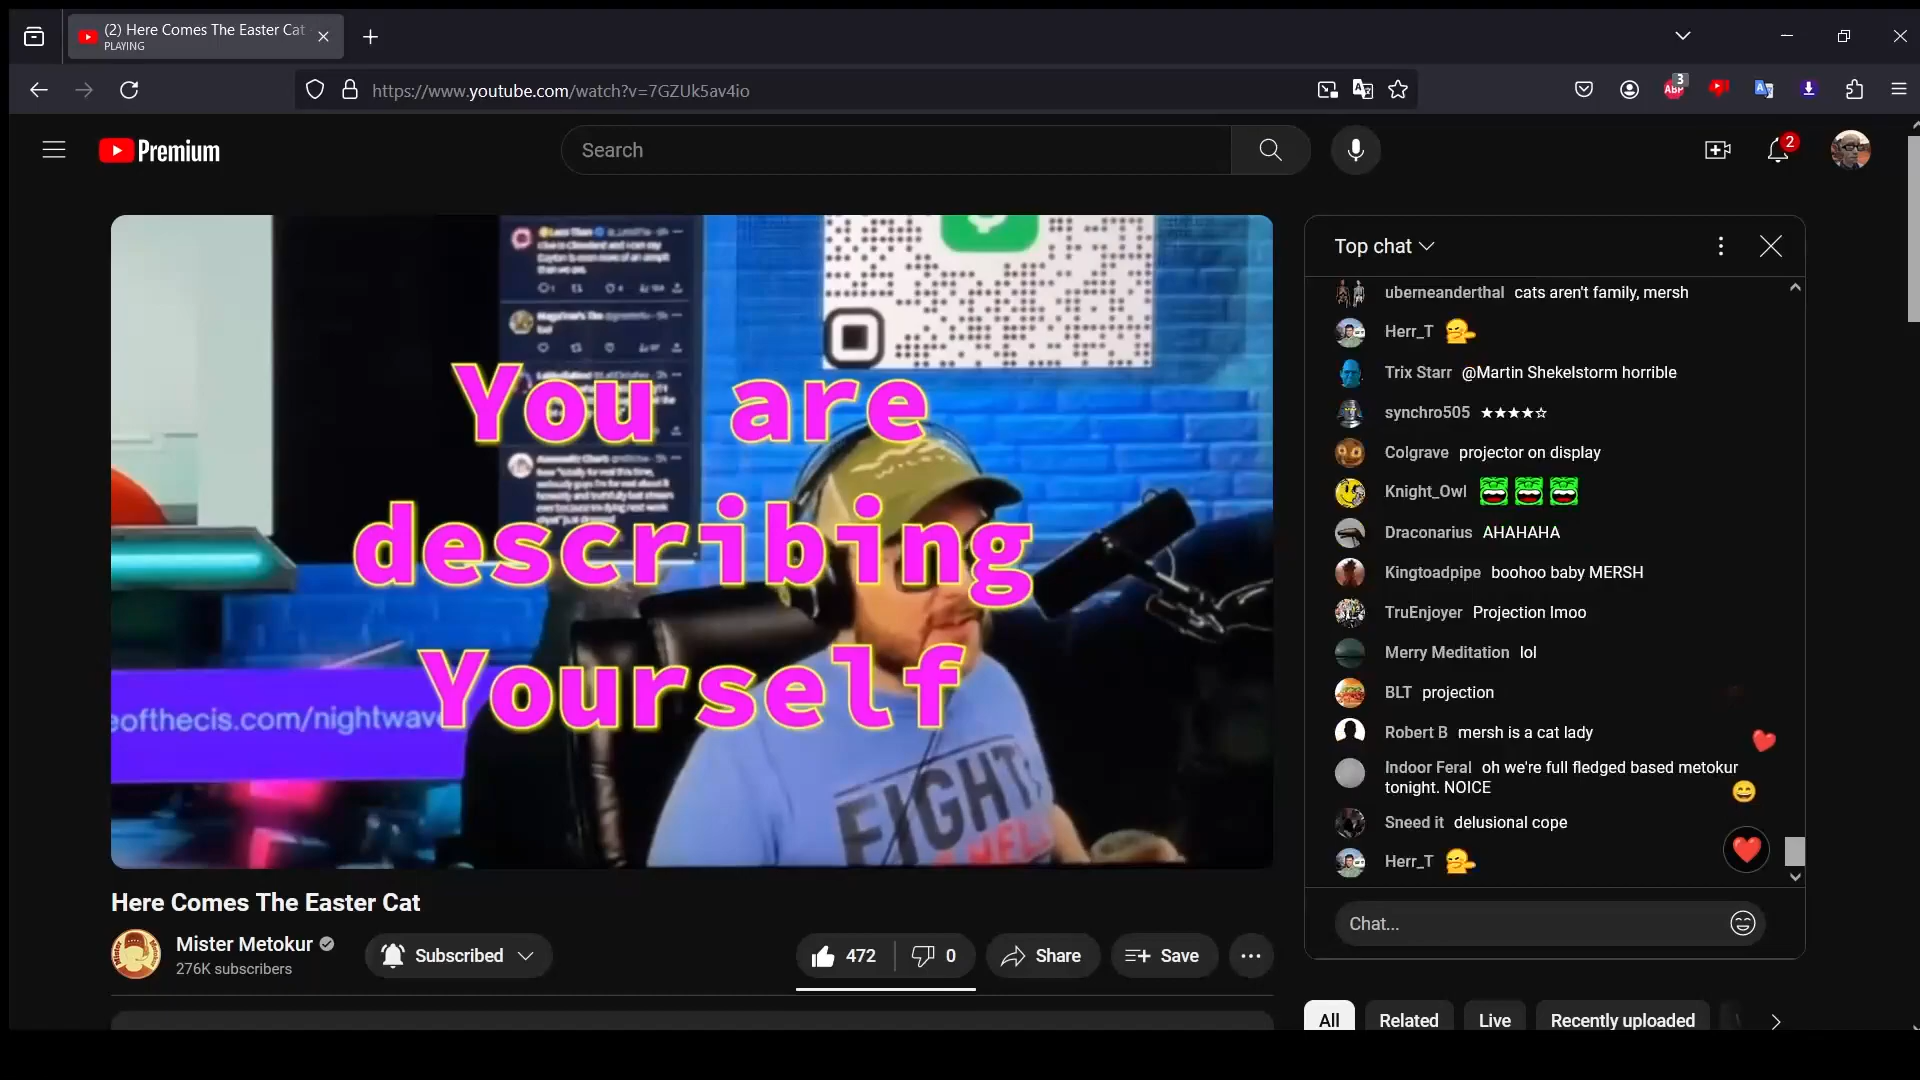 (2) Here Comes The Easter Cat
PLAYING
https://www.youtube.com/watch?v=7GZUk5av4io
3
ABP
Premium
Search
2
You are
describing
Yourself
eofthecis.com/nightwave
FIGHT
HELL
Here Comes The Easter Cat
Mister Metokur
276K subscribers
Subscribed
472
0
Share
Save
Top chat
uberneanderthal cats aren't family, mersh
Herr_T
Trix Starr @Martin Shekelstorm horrible
synchro505 ★★★★☆
Colgrave projector on display
Knight_Owl
Draconarius AHAHAHA
Kingtoadpipe boohoo baby MERSH
TruEnjoyer Projection lmoo
Merry Meditation lol
BLT projection
Robert B mersh is a cat lady
Indoor Feral oh we're full fledged based metokur
tonight. NOICE
Sneed it delusional cope
Herr_T
Chat...
All
Related
Live
Recently uploaded